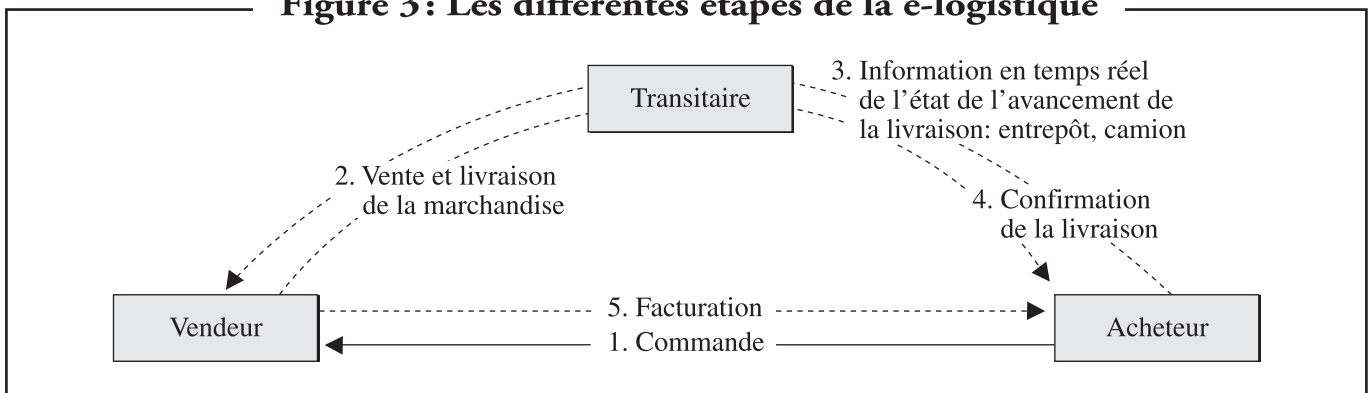 Figure 3 : Les différentes étapes de la e-logistique
Transitaire
3. Information en temps réel
de l’état de l’avancement de
la livraison: entrepôt, camion
2. Vente et livraison
de la marchandise
4. Confirmation
de la livraison
Vendeur
5. Facturation
1. Commande
Acheteur